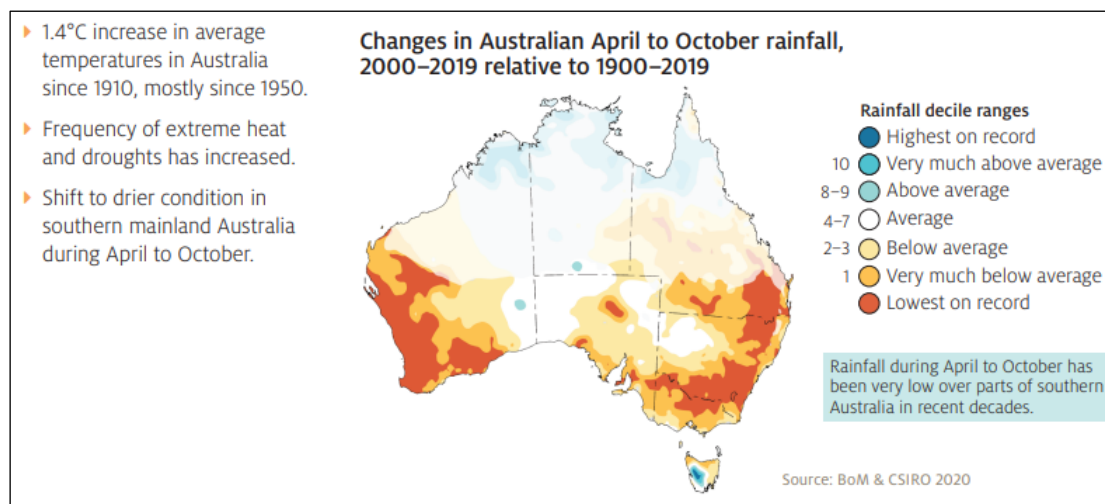 1.4°C increase in average
temperatures in Australia
since 1910, mostly since 1950.
Frequency of extreme heat
and droughts has increased.
Shift to drier condition in
southern mainland Australia
during April to October.
Changes in Australian April to October rainfall,
2000–2019 relative to 1900–2019
Rainfall decile ranges
Highest on record
10 Very much above average
8–9 Above average
4–7 Average
2–3 Below average
1 Very much below average
Lowest on record
Rainfall during April to October has
been very low over parts of southern
Australia in recent decades.
Source: BoM & CSIRO 2020